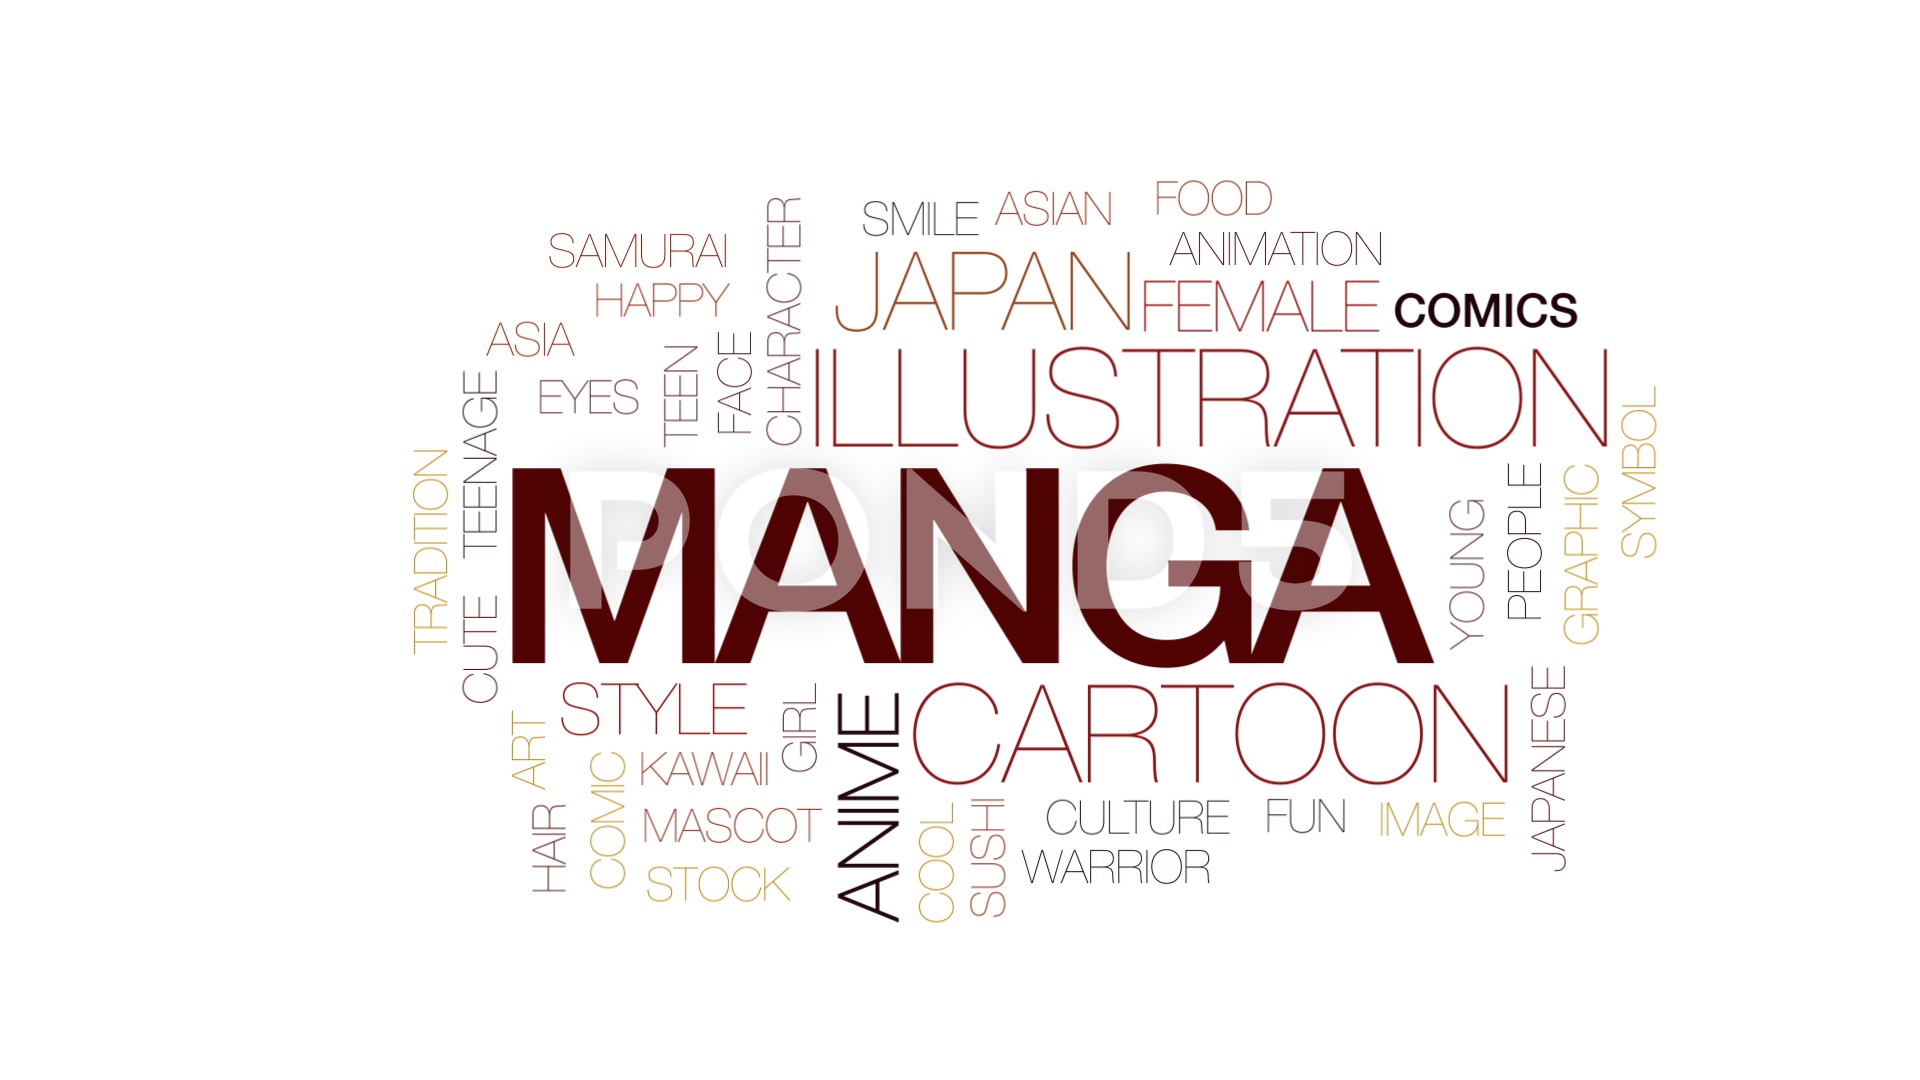 FOOD
SMILE
ASIAN
CHARACTER
SAMURAI
ANIMATION
JAPAN
FEMALE
COMICS
HAPPY
ASIA
FACE
TEEN
ILLUSTRATION
EYES
TEENAGE
SYMBOL
TRADITION
MANGA
PEOPLE
GRAPHIC
YOUNG
POND5
CUTE
JAPANESE
STYLE
GIRL
CARTOON
ANIME
ART
KAWAII
COMIC
HAIR
MASCOT
CULTURE
FUN
IMAGE
COOL
SUSHI
WARRIOR
STOCK